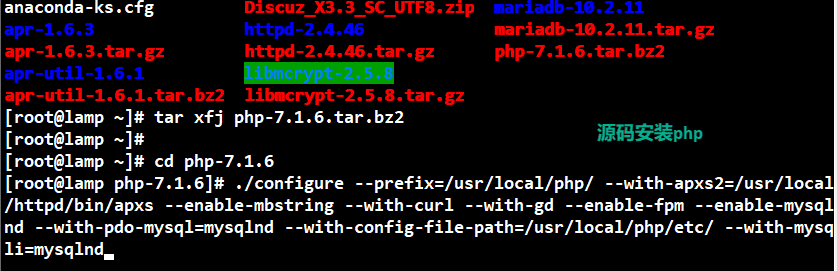 anaconda-ks.cfg Discuz_X3.3_SC_UTF8.zip mariadb-10.2.11
apr-1.6.3 httpd-2.4.46 mariadb-10.2.11.tar.gz
apr-1.6.3.tar.gz httpd-2.4.46.tar.gz php-7.1.6.tar.bz2
apr-util-1.6.1 libmcrypt-2.5.8
apr-util-1.6.1.tar.bz2 libmcrypt-2.5.8.tar.gz
[root@lamp ~]# tar xfj php-7.1.6.tar.bz2
[root@lamp ~]#
源码安装php
[root@lamp ~]# cd php-7.1.6
[root@lamp php-7.1.6]# ./configure --prefix=/usr/local/php/ --with-apxs2=/usr/local
/httpd/bin/apxs --enable-mbstring --with-curl --with-gd --enable-fpm --enable-mysql
nd --with-pdo-mysql=mysqlnd --with-config-file-path=/usr/local/php/etc/ --with-mysq
li=mysqlnd